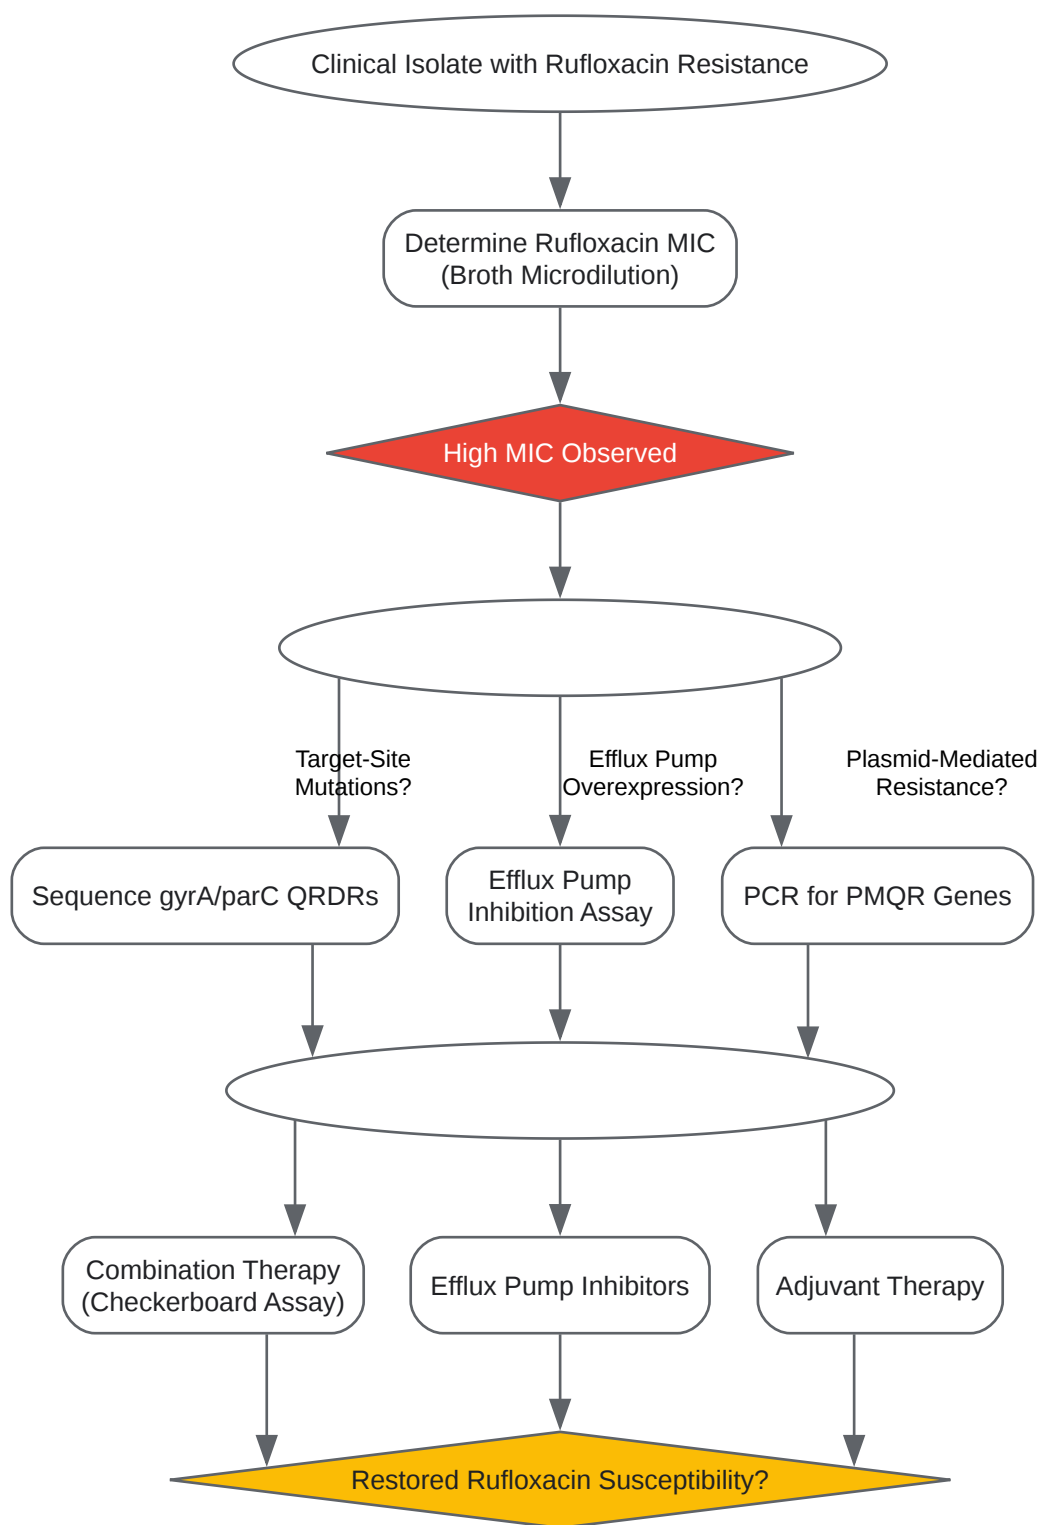 Clinical Isolate with Rufloxacin Resistance
Determine Rufloxacin MIC
(Broth Microdilution)
High MIC Observed
Target-Site
Mutations?
Efflux Pump
Overexpression?
Plasmid-Mediated
Resistance?
Sequence gyrA/parC QRDRs
Efflux Pump
Inhibition Assay
PCR for PMQR Genes
Combination Therapy
(Checkerboard Assay)
Efflux Pump Inhibitors
Adjuvant Therapy
Restored Rufloxacin Susceptibility?